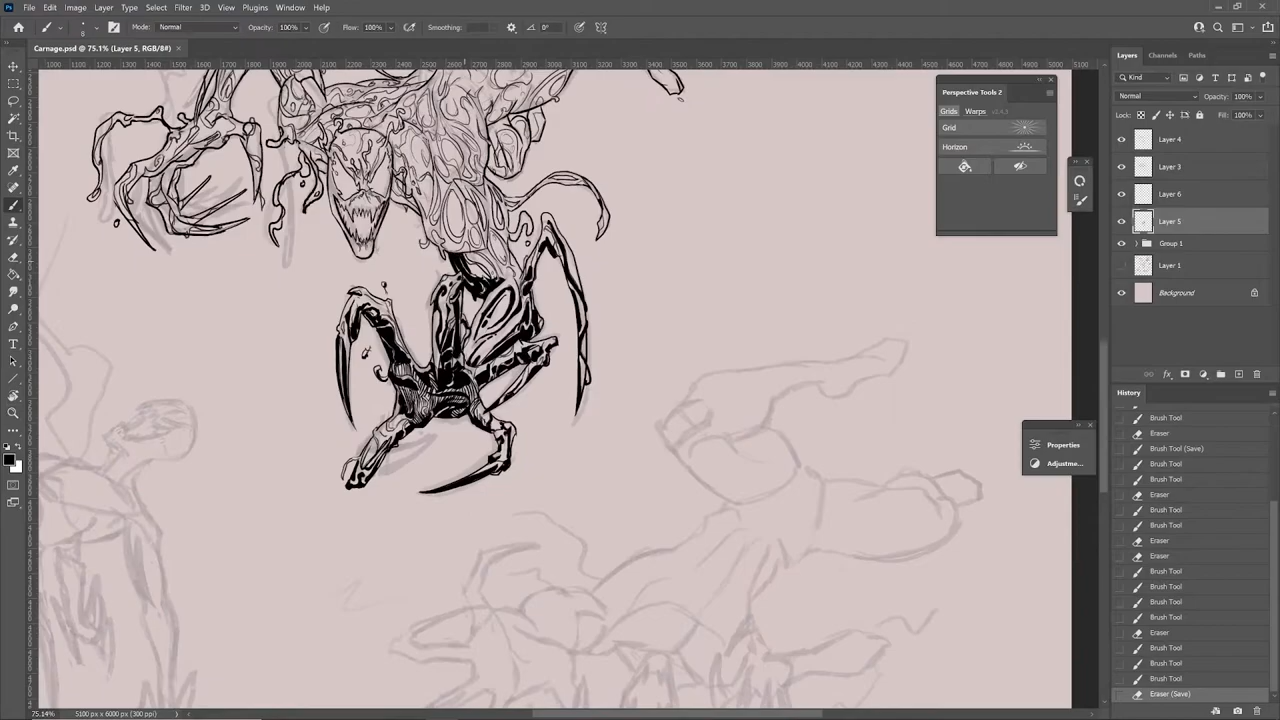 File Edit Image Layer Type Select Filter 3D View Plugins Window Help
Mode: Normal Opacity: 100% Flow: 100% Smoothing: 0°
8
Carnage.psd @ 75.1% (Layer 5, RGB/8#)
Perspective Tools 2
Grids Warps v2.4.3
Grid
Horizon
Properties
Adjustme...
Layers Channels Paths
Kind
Normal Opacity: 100%
Lock: Fill: 100%
Layer 4
Layer 3
Layer 6
Layer 5
Group 1
Layer 1
Background
History
Brush Tool
Eraser
Brush Tool (Save)
Brush Tool
Brush Tool
Eraser
Brush Tool
Brush Tool
Eraser
Eraser
Brush Tool
Brush Tool
Brush Tool
Brush Tool
Eraser
Brush Tool
Brush Tool
Brush Tool
Eraser (Save)
75.14% 5100 px x 6000 px (300 ppi)